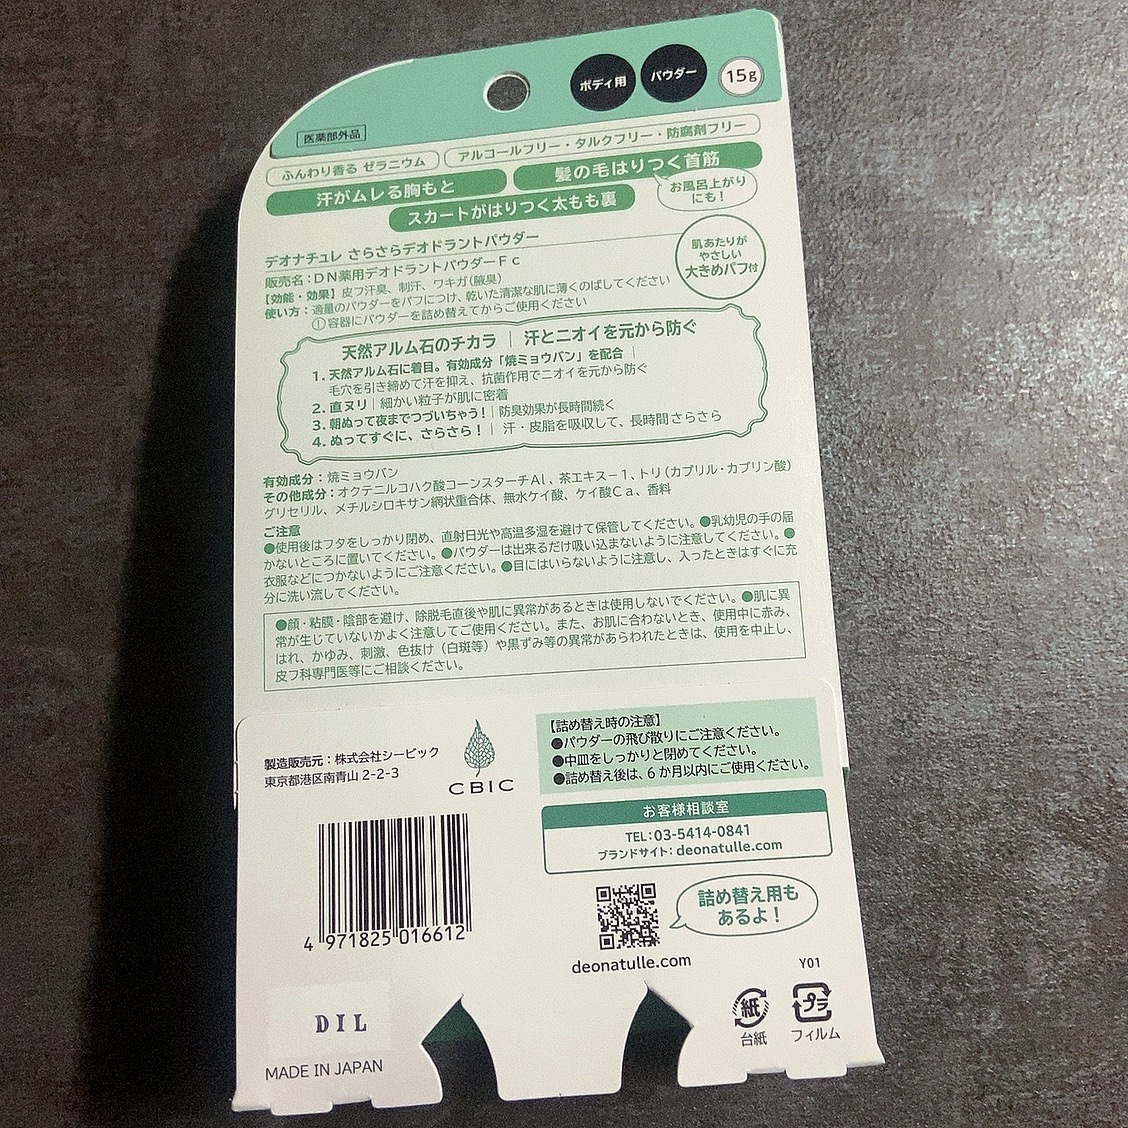 ボディ用
パウダー
15g
医薬部外品
ふんわり香る ゼラニウム
アルコールフリー・タルクフリー・防腐剤フリー
汗がムレる胸もと
髪の毛はりつく首筋
スカートがはりつく太もも裏
お風呂上がり
にも!
デオナチュレ さらさらデオドラントパウダー
販売名:DN薬用デオドラントパウダーFc
【効能・効果】皮フ汗臭、制汗、ワキガ(腋臭)
使い方:適量のパウダーをパフにつけ、乾いた清潔な肌に薄くのばしてください
①容器にパウダーを詰め替えてからご使用ください
肌あたりが
やさしい
大きめパフ付
天然アルム石のチカラ | 汗とニオイを元から防ぐ
1. 天然アルム石に着目。有効成分「焼ミョウバン」を配合 |
毛穴を引き締めて汗を抑え、抗菌作用でニオイを元から防ぐ
2. 直ヌリ | 細かい粒子が肌に密着
3. 朝ぬって夜までつづいちゃう! | 防臭効果が長時間続く
4. ぬってすぐに、さらさら! | 汗・皮脂を吸収して、長時間さらさら
有効成分:焼ミョウバン
その他成分:オクテニルコハク酸コーンスターチAl、茶エキス-1、トリ(カプリル・カプリン酸)
グリセリル、メチルシロキサン網状重合体、無水ケイ酸、ケイ酸Ca、香料
ご注意
●使用後はフタをしっかり閉め、直射日光や高温多湿を避けて保管してください。●乳幼児の手の届
かないところに置いてください。●パウダーは出来るだけ吸い込まないように注意してください。●
衣服などにつかないようにご注意ください。●目にはいらないように注意し、入ったときはすぐに充
分に洗い流してください。
●顔・粘膜・陰部を避け、除脱毛直後や肌に異常があるときは使用しないでください。●肌に異
常が生じていないかよく注意してご使用ください。また、お肌に合わないとき、使用中に赤み、
はれ、かゆみ、刺激、色抜け(白斑等)や黒ずみ等の異常があらわれたときは、使用を中止し、
皮フ科専門医等にご相談ください。
製造販売元:株式会社シービック
東京都港区南青山 2-2-3
CBIC
【詰め替え時の注意】
●パウダーの飛び散りにご注意ください。
●中皿をしっかりと閉めてください。
●詰め替え後は、6か月以内にご使用ください。
お客様相談室
TEL:03-5414-0841
ブランドサイト:deonatulle.com
詰め替え用も
あるよ!
4 971825 016612
deonatulle.com
Y01
DIL
紙
台紙
プラ
フィルム
MADE IN JAPAN